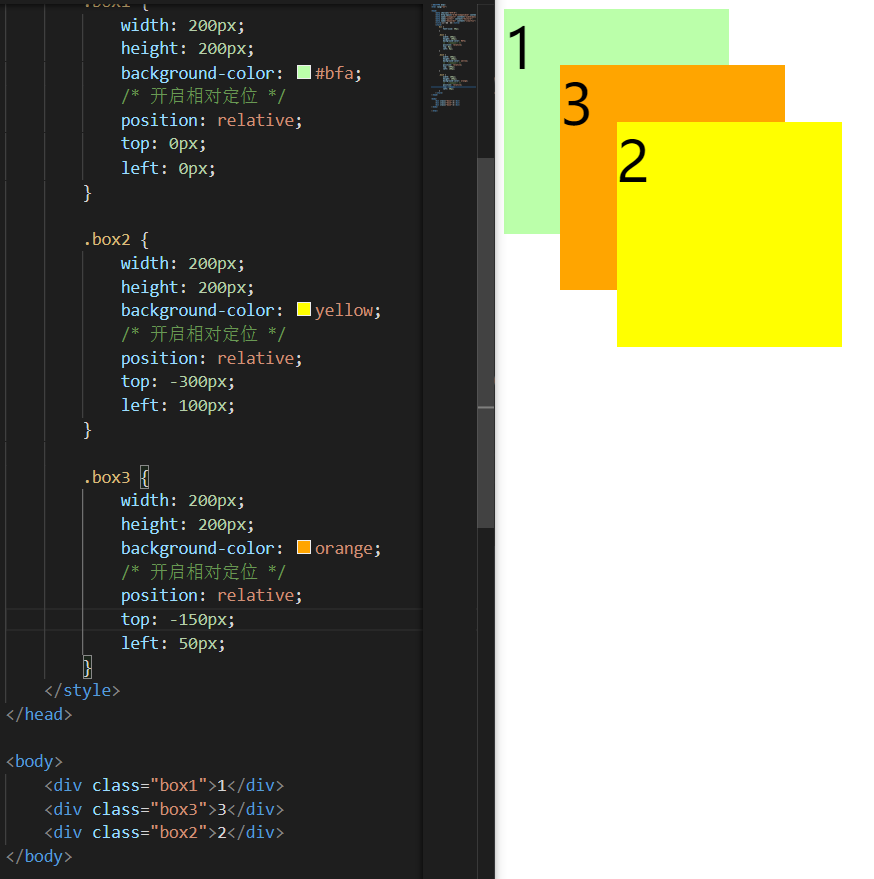 .box1 {
width: 200px;
height: 200px;
background-color: #bfa;
/* 开启相对定位 */
position: relative;
top: 0px;
left: 0px;
}
.box2 {
width: 200px;
height: 200px;
background-color: yellow;
/* 开启相对定位 */
position: relative;
top: -300px;
left: 100px;
}
.box3 {
width: 200px;
height: 200px;
background-color: orange;
/* 开启相对定位 */
position: relative;
top: -150px;
left: 50px;
}
</style>
</head>
<body>
<div class="box1">1</div>
<div class="box3">3</div>
<div class="box2">2</div>
</body>
1
3
2